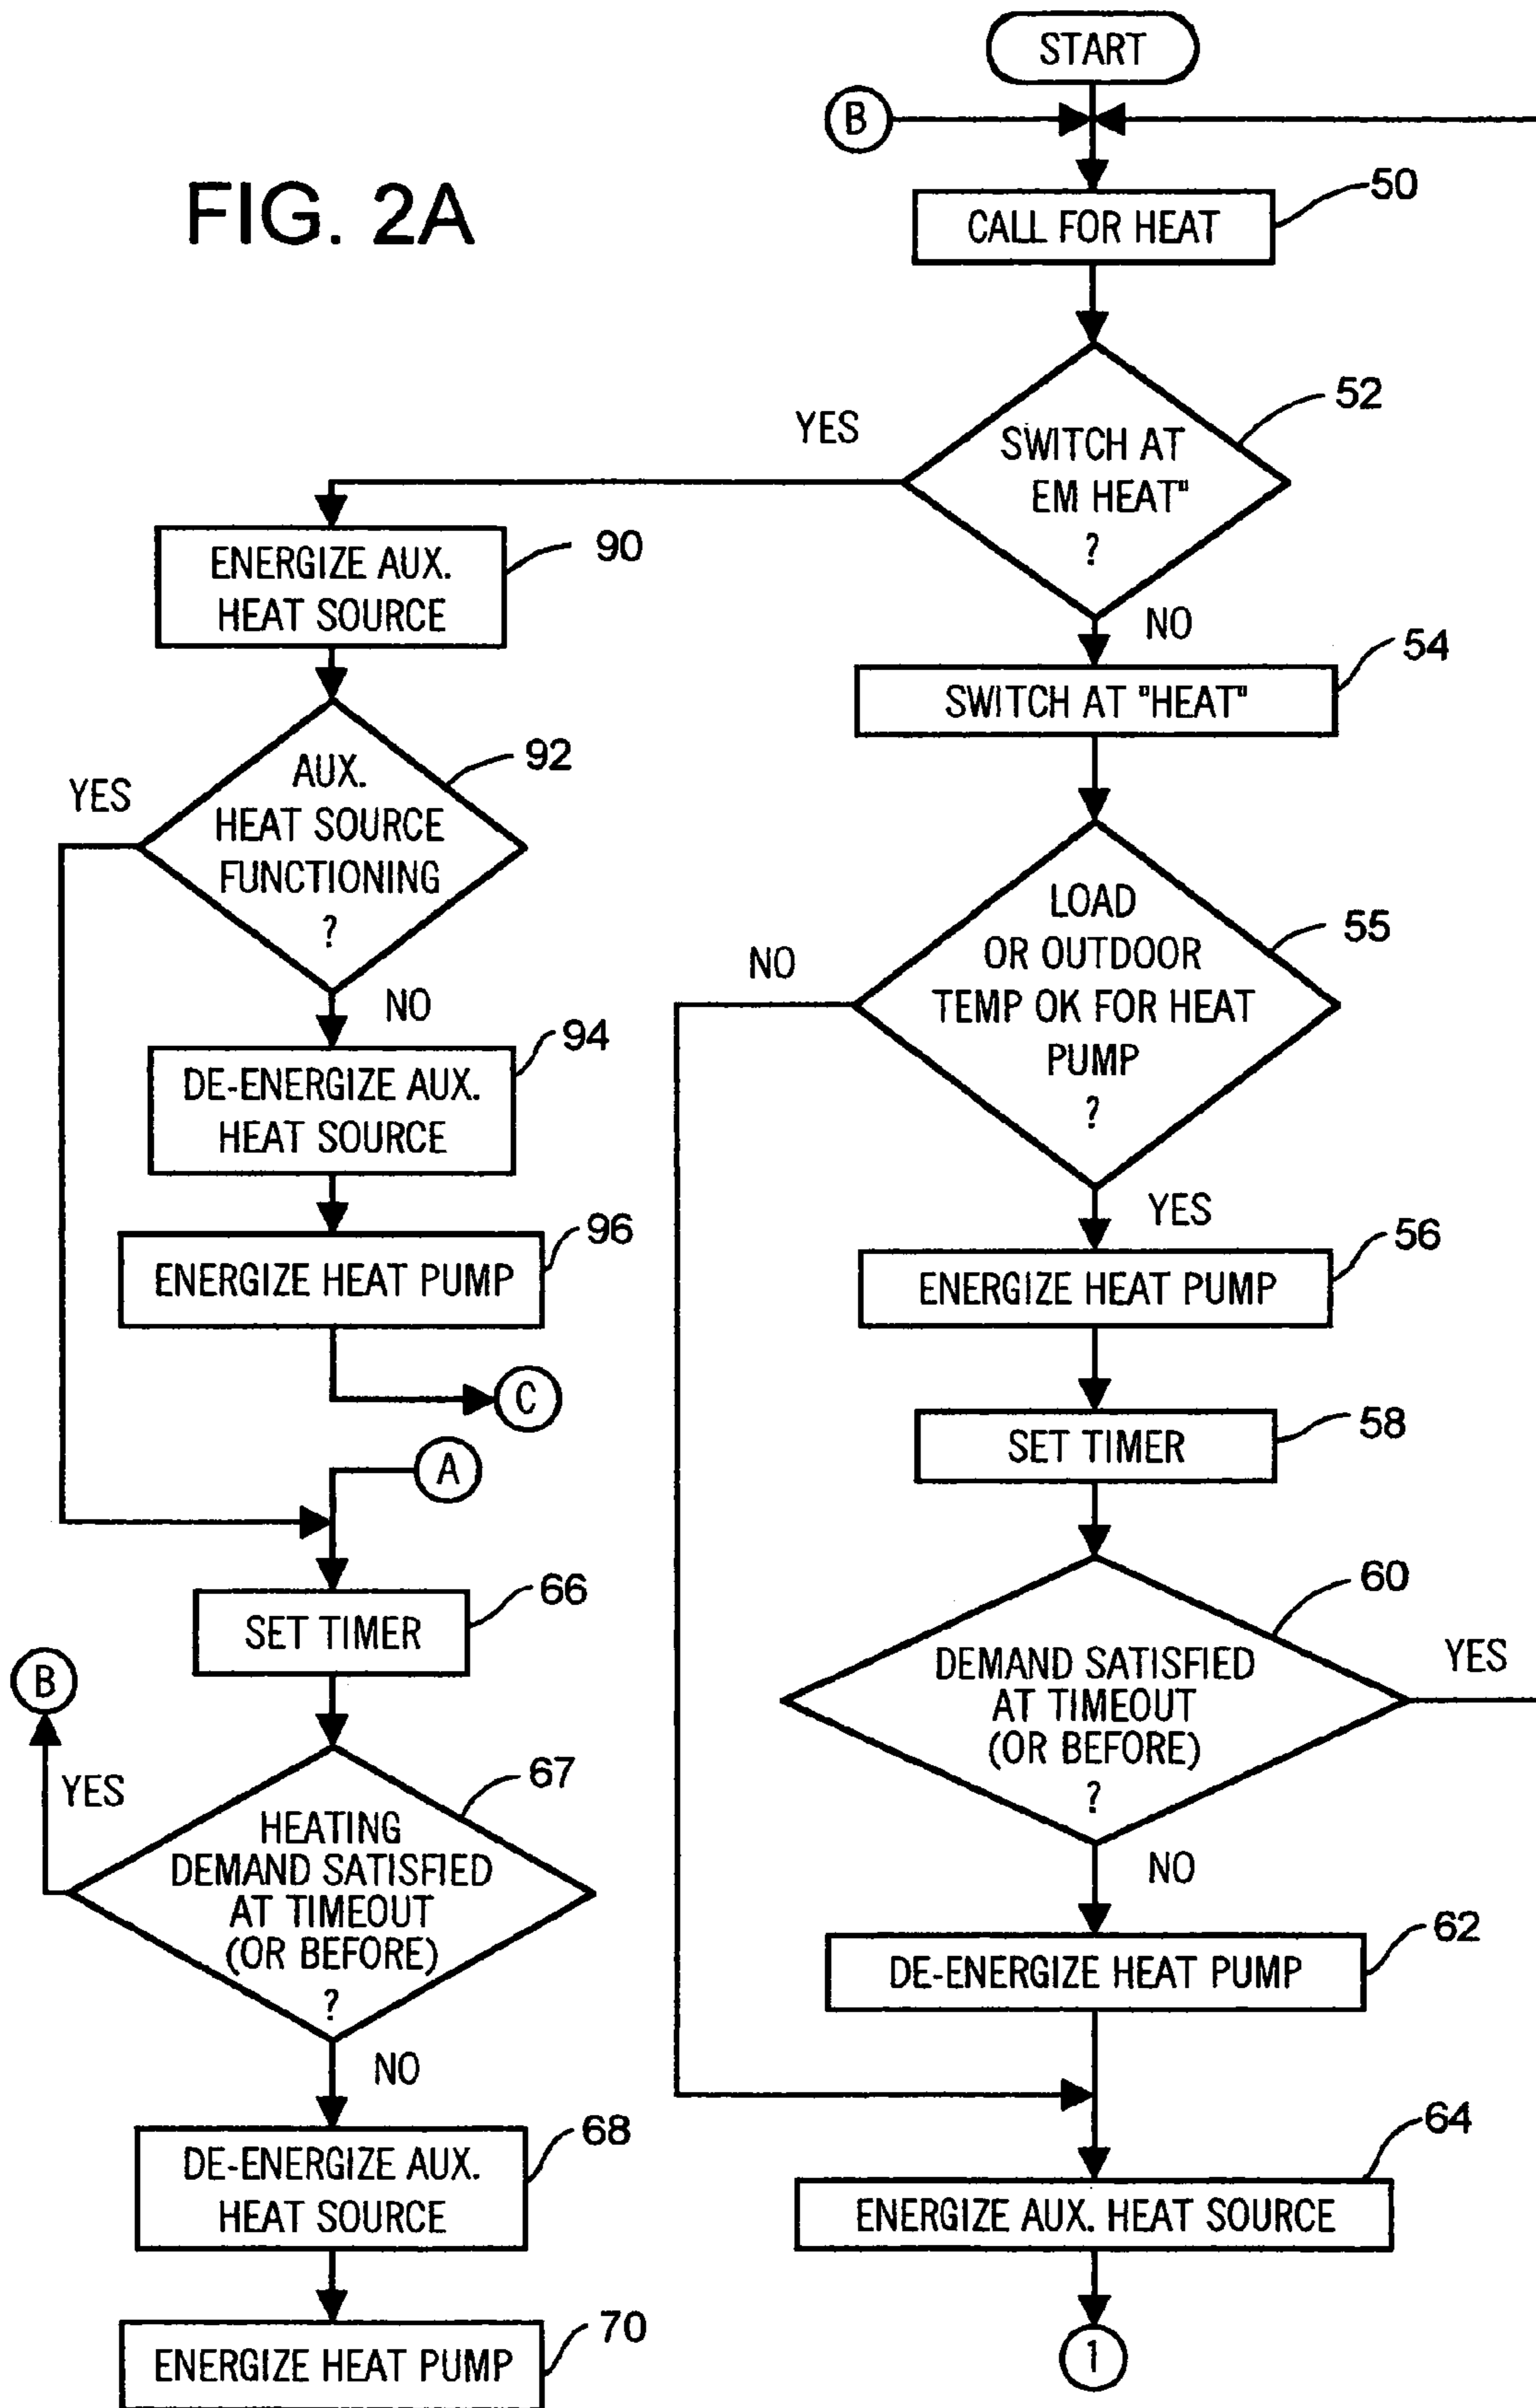 START
B
FIG. 2A
50
CALL FOR HEAT
52
YES
SWITCH AT
EM HEAT"
?
NO
90
ENERGIZE AUX.
HEAT SOURCE
54
SWITCH AT "HEAT"
92
YES
AUX.
HEAT SOURCE
FUNCTIONING
?
NO
55
NO
LOAD
OR OUTDOOR
TEMP OK FOR HEAT
PUMP
?
YES
94
DE-ENERGIZE AUX.
HEAT SOURCE
96
ENERGIZE HEAT PUMP
C
56
ENERGIZE HEAT PUMP
58
SET TIMER
A
66
SET TIMER
60
YES
DEMAND SATISFIED
AT TIMEOUT
(OR BEFORE)
?
NO
B
YES
67
HEATING
DEMAND SATISFIED
AT TIMEOUT
(OR BEFORE)
?
NO
62
DE-ENERGIZE HEAT PUMP
68
DE-ENERGIZE AUX.
HEAT SOURCE
64
ENERGIZE AUX. HEAT SOURCE
70
ENERGIZE HEAT PUMP
1